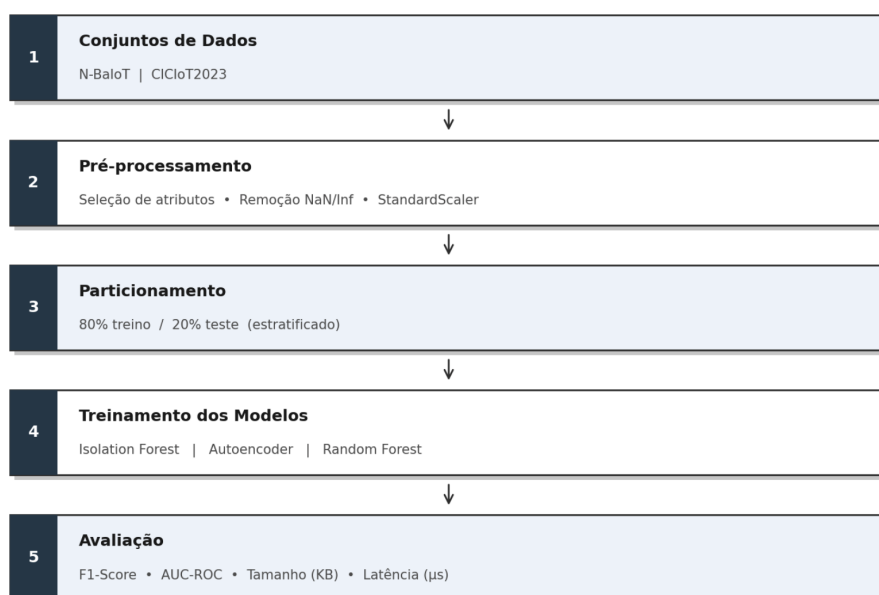 1
Conjuntos de Dados
N-BaIoT | CICIoT2023
2
Pré-processamento
Seleção de atributos • Remoção NaN/Inf • StandardScaler
3
Particionamento
80% treino / 20% teste (estratificado)
4
Treinamento dos Modelos
Isolation Forest | Autoencoder | Random Forest
5
Avaliação
F1-Score • AUC-ROC • Tamanho (KB) • Latência (µs)